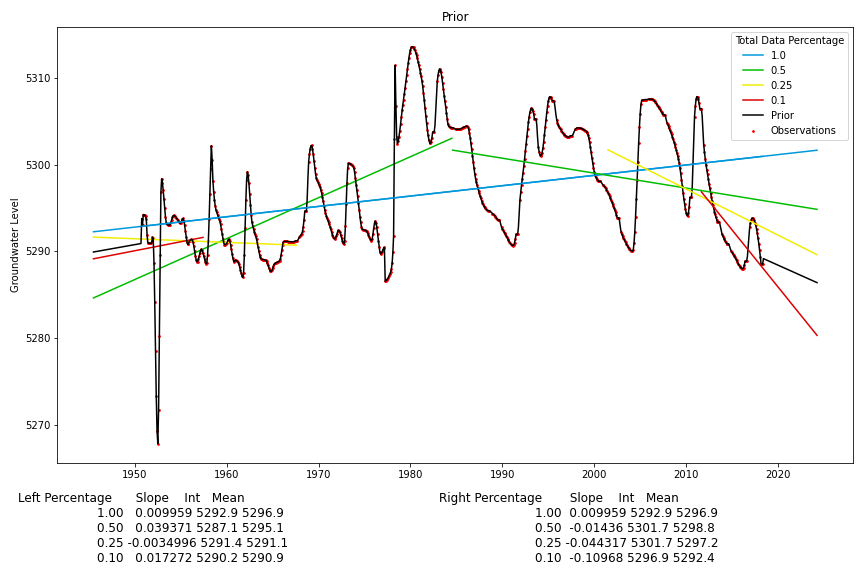 Prior
Total Data Percentage
1.0
0.5
0.25
0.1
Prior
Observations
Groundwater Level
5310
5300
5290
5280
5270
1950 1960 1970 1980 1990 2000 2010 2020
Left Percentage Slope Int Mean
1.00 0.009959 5292.9 5296.9
0.50 0.039371 5287.1 5295.1
0.25 -0.0034996 5291.4 5291.1
0.10 0.017272 5290.2 5290.9
Right Percentage Slope Int Mean
1.00 0.009959 5292.9 5296.9
0.50 -0.01436 5301.7 5298.8
0.25 -0.044317 5301.7 5297.2
0.10 -0.10968 5296.9 5292.4